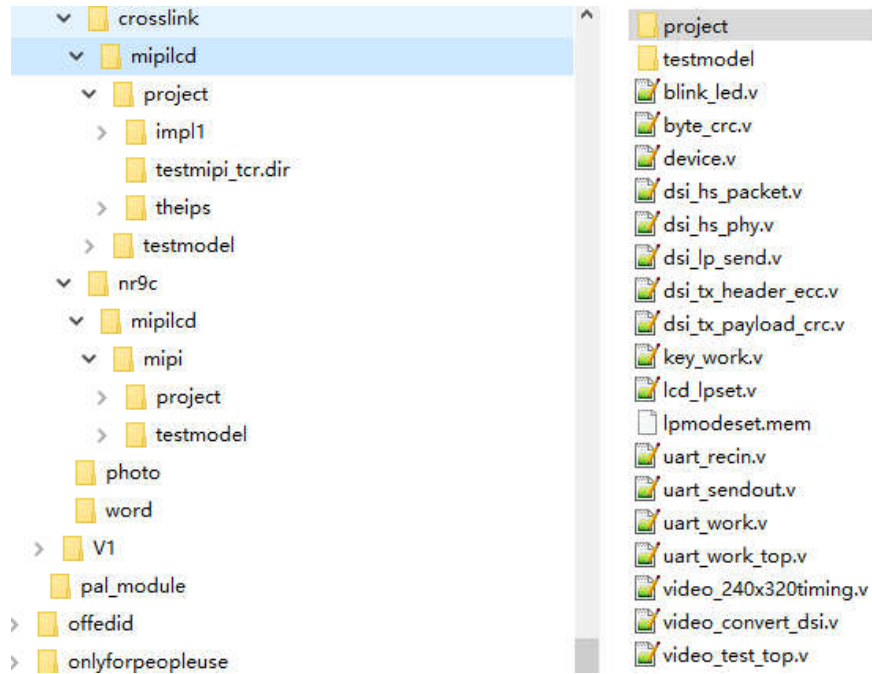 crosslink
mipilcd
project
impl1
testmipi_tcr.dir
theips
testmodel
nr9c
mipilcd
mipi
project
testmodel
photo
word
V1
pal_module
offedid
onlyforpeopleuse
project
testmodel
blink_led.v
byte_crc.v
device.v
dsi_hs_packet.v
dsi_hs_phy.v
dsi_lp_send.v
dsi_tx_header_ecc.v
dsi_tx_payload_crc.v
key_work.v
lcd_lpset.v
lpmodeset.mem
uart_recin.v
uart_sendout.v
uart_work.v
uart_work_top.v
video_240x320timing.v
video_convert_dsi.v
video_test_top.v